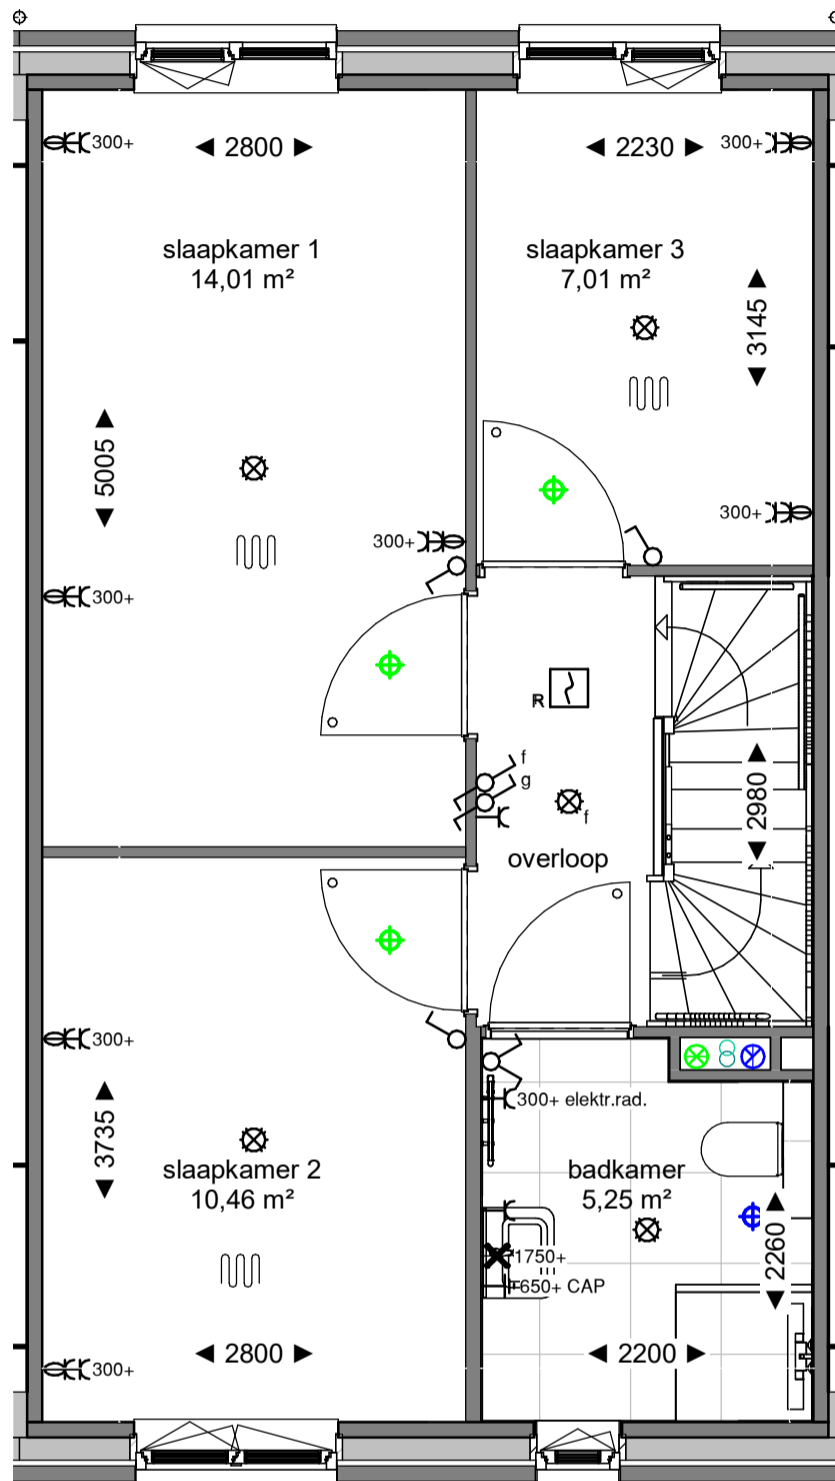 300+
◄ 2800 ►
◄ 2230 ►
300+
slaapkamer 1
14,01 m²
slaapkamer 3
7,01 m²
3145
5005
300+
300+
300+
R
f
g
f
2980
overloop
300+
300+ elektr.rad.
3735
slaapkamer 2
10,46 m²
badkamer
5,25 m²
2260
1750+
650+ CAP
300+
◄ 2800 ►
◄ 2200 ►